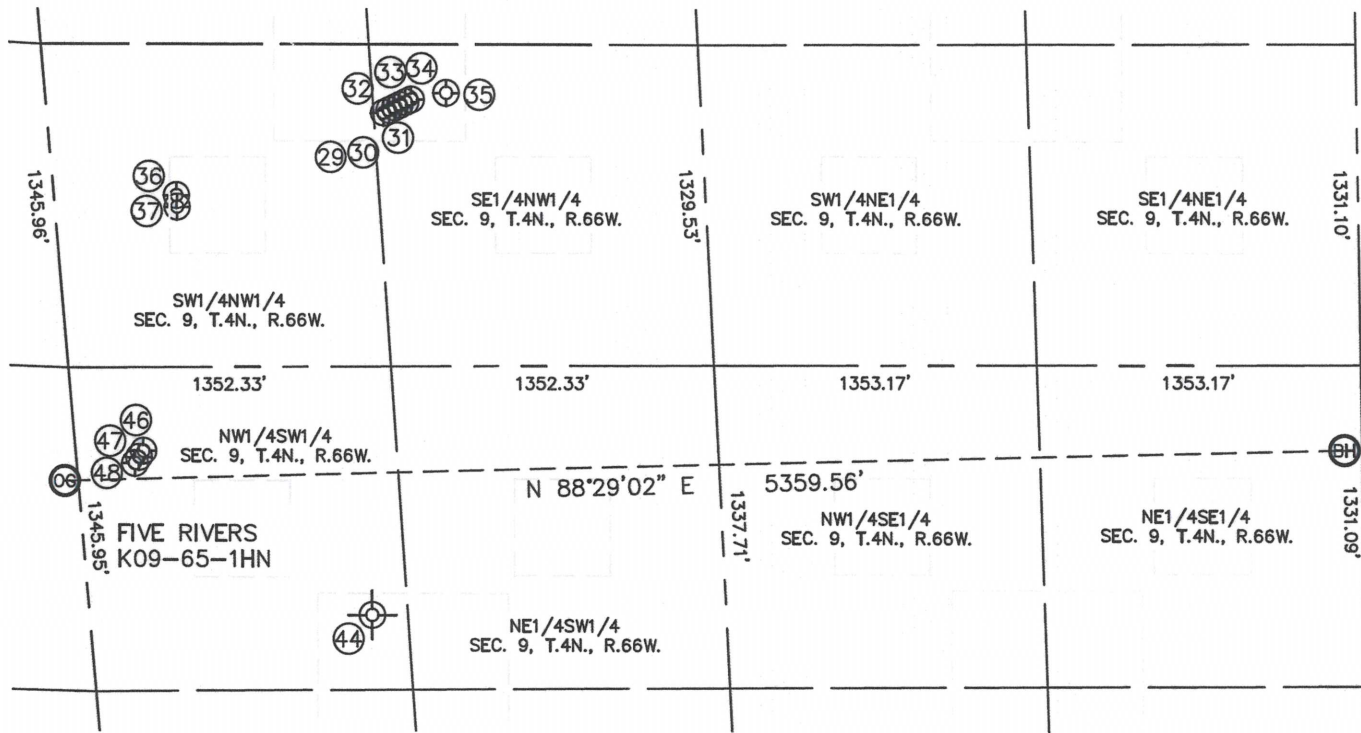 33 34
32 35
31
29 30
36
37
1345.96'
SE1/4NW1/4
SEC. 9, T.4N., R.66W.
1329.53'
SW1/4NE1/4
SEC. 9, T.4N., R.66W.
SE1/4NE1/4
SEC. 9, T.4N., R.66W.
1331.10'
SW1/4NW1/4
SEC. 9, T.4N., R.66W.
1352.33' 1352.33' 1353.17' 1353.17'
46
47
48
NW1/4SW1/4
SEC. 9, T.4N., R.66W.
BH
N 88°29'02" E 5359.56'
1345.95'
FIVE RIVERS
K09-65-1HN
1337.71'
NW1/4SE1/4
SEC. 9, T.4N., R.66W.
NE1/4SE1/4
SEC. 9, T.4N., R.66W.
1331.09'
44
NE1/4SW1/4
SEC. 9, T.4N., R.66W.